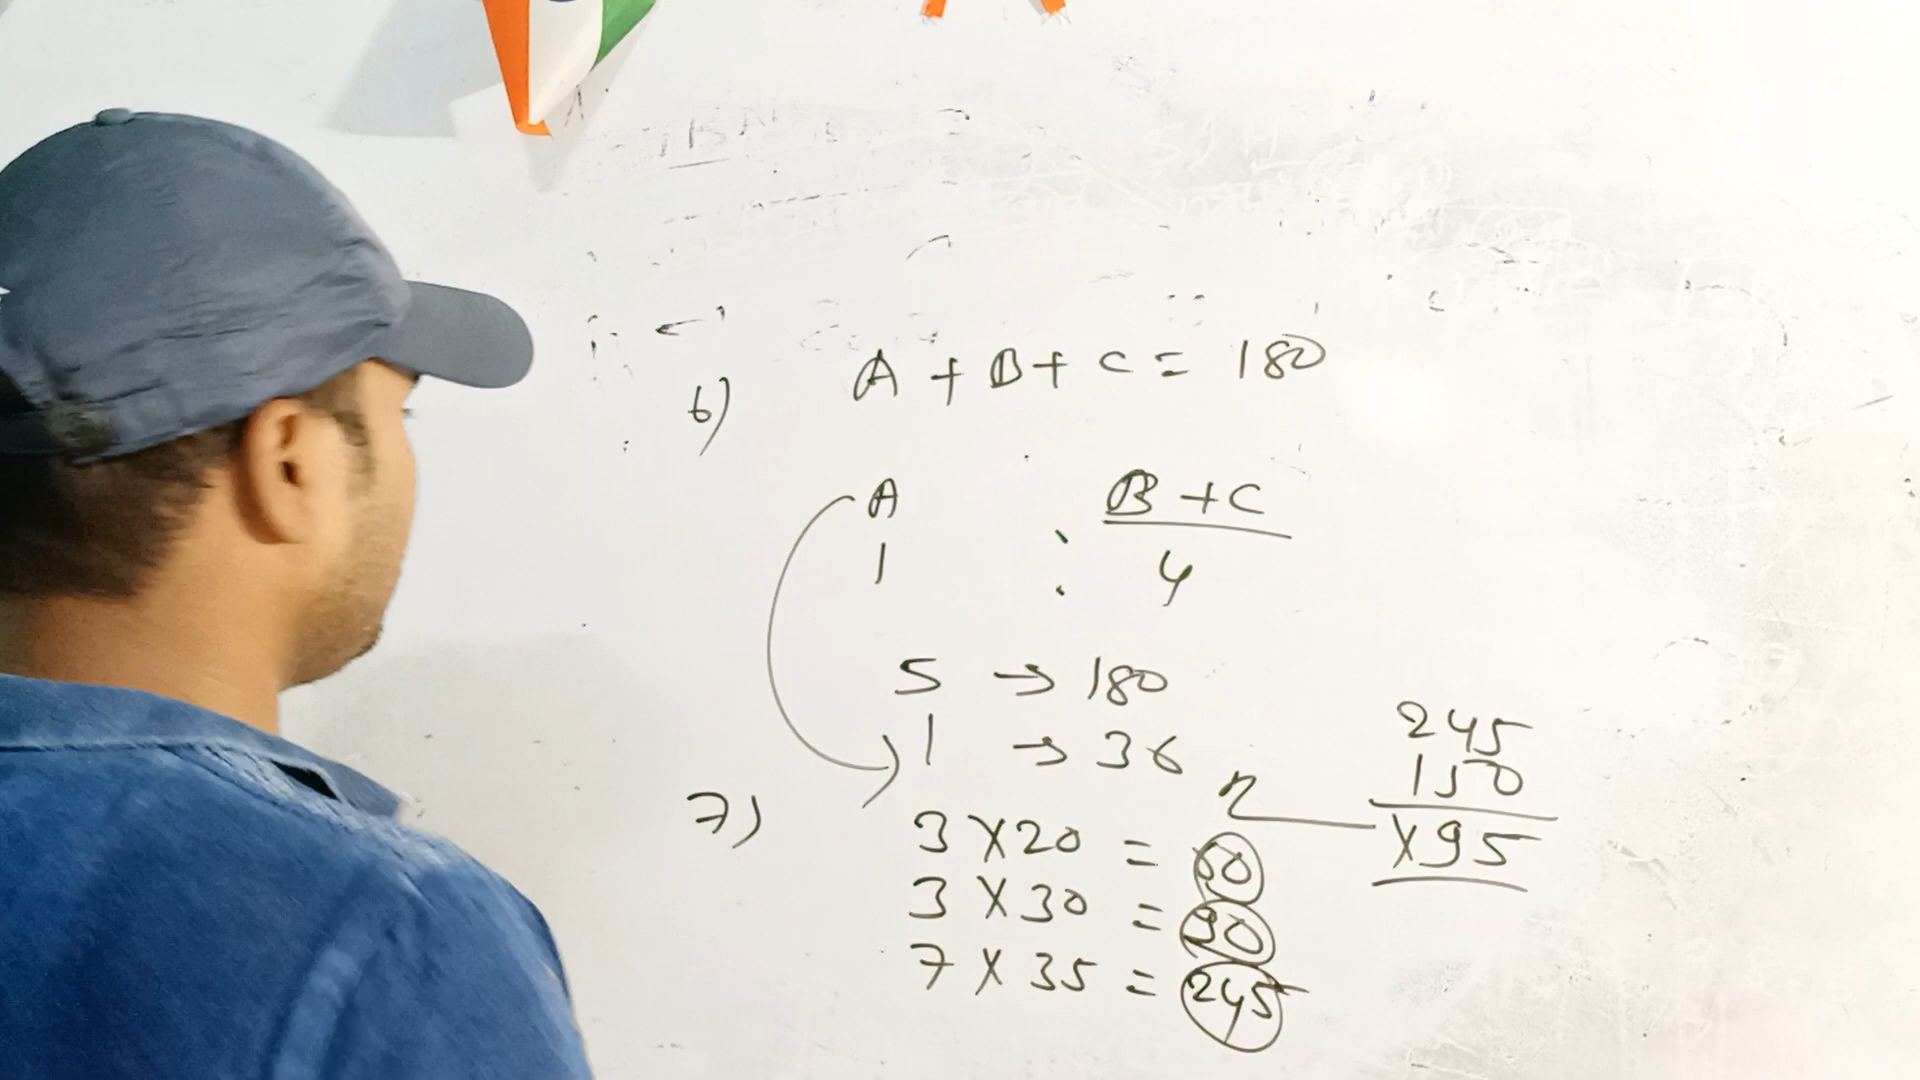 6) A + B + C = 180
A : B + C
1 : 4
5 → 180
1 → 36
7) 3 X 20 = 60
3 X 30 = 90
7 X 35 = 245
245
150
X95